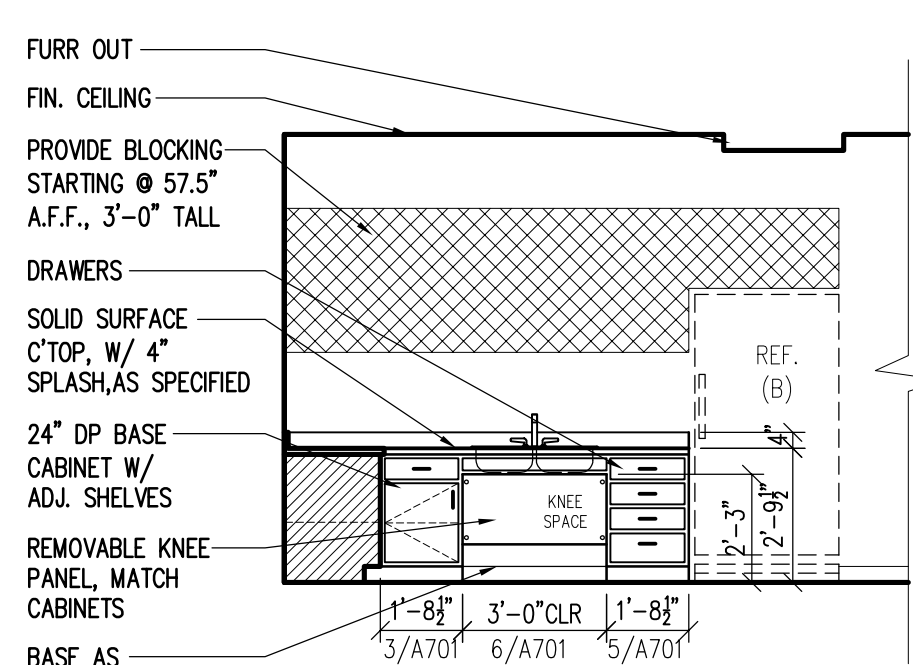 FURR OUT
FIN. CEILING
PROVIDE BLOCKING
STARTING @ 57.5"
A.F.F., 3'-0" TALL
DRAWERS
SOLID SURFACE
C'TOP, W/ 4"
SPLASH,AS SPECIFIED
24" DP BASE
CABINET W/
ADJ. SHELVES
REMOVABLE KNEE
PANEL, MATCH
CABINETS
BASE AS
REF.
(B)
KNEE
SPACE
4"
2'-3"
2'-9½"
1'-8½"
3'-0"CLR
1'-8½"
3/A701
6/A701
5/A701